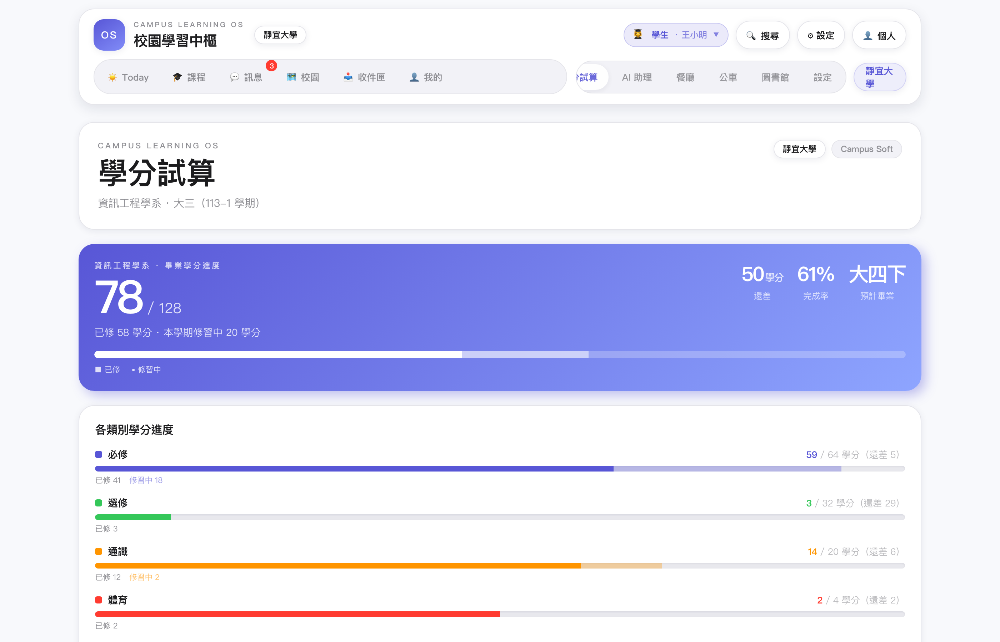 OS
CAMPUS LEARNING OS
校園學習中樞
靜宜大學
學生 · 王小明 ▼
搜尋
設定
個人
Today
課程
訊息
3
校園
收件匣
我的
試算
AI 助理
餐廳
公車
圖書館
設定
靜宜大
學
CAMPUS LEARNING OS
學分試算
資訊工程學系 · 大三（113–1 學期）
靜宜大學
Campus Soft
資訊工程學系 · 畢業學分進度
78 / 128
已修 58 學分 · 本學期修習中 20 學分
50學分
還差
61%
完成率
大四下
預計畢業
■ 已修 ▪ 修習中
各類別學分進度
必修
59 / 64 學分（還差 5）
已修 41 修習中 18
選修
3 / 32 學分（還差 29）
已修 3
通識
14 / 20 學分（還差 6）
已修 12 修習中 2
體育
2 / 4 學分（還差 2）
已修 2